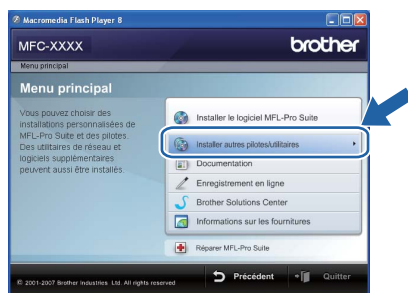 Macromedia Flash Player 8
MFC-XXXX
brother
Menu principal
Menu principal
Vous pouvez choisir des
installations personnalisées de
MFL-Pro Suite et des pilotes.
Des utilitaires de réseau et
logiciels supplémentaires
peuvent aussi être installés.
Installer le logiciel MFL-Pro Suite
Installer autres pilotes/utilitaires
Documentation
Enregistrement en ligne
Brother Solutions Center
Informations sur les fournitures
Réparer MFL-Pro Suite
© 2001-2007 Brother Industries, Ltd. All rights reserved
Précédent
Quitter